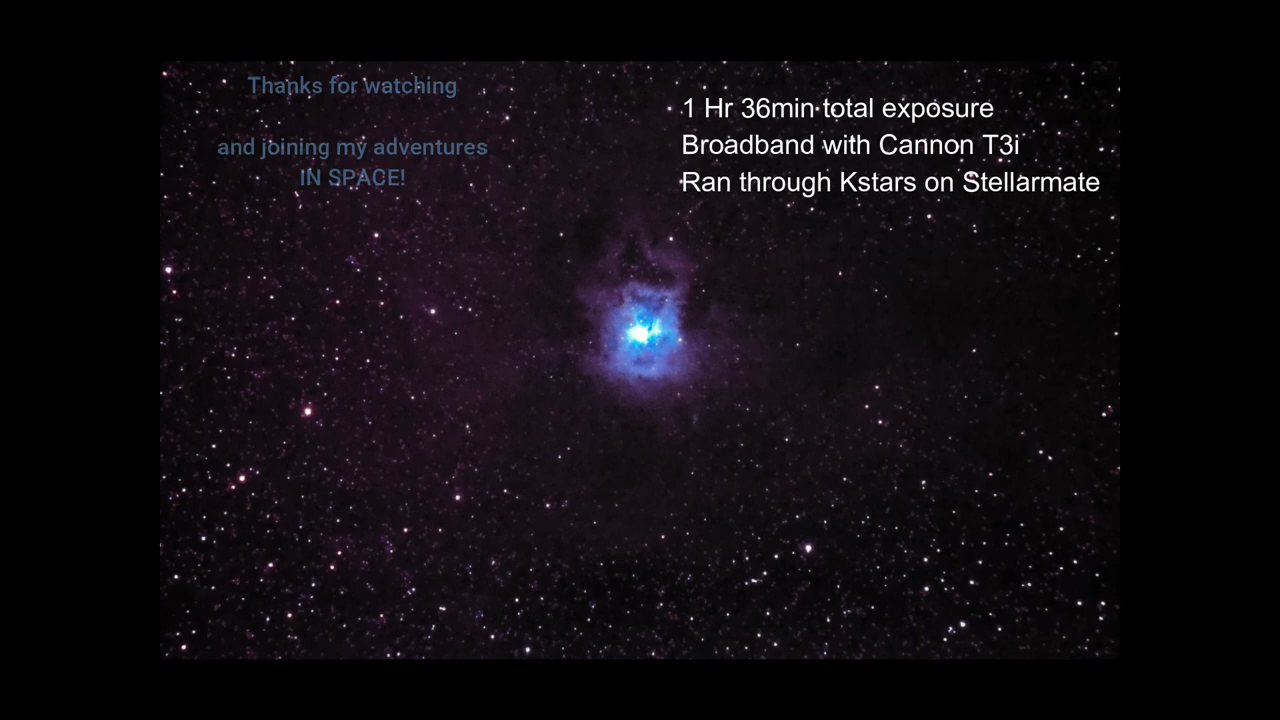 Thanks for watching
and joining my adventures
IN SPACE!
1 Hr 36min total exposure
Broadband with Cannon T3i
Ran through Kstars on Stellarmate